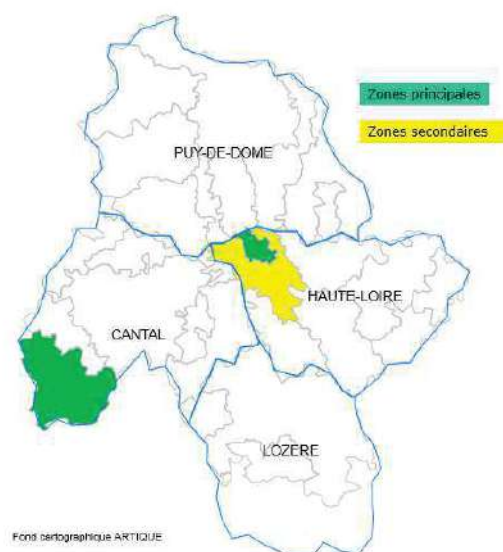 Zones principales
Zones secondaires
PUY-DE-DOME
HAUTE-LOIRE
CANTAL
LOZERE
Fond cartographique ARTIQUE